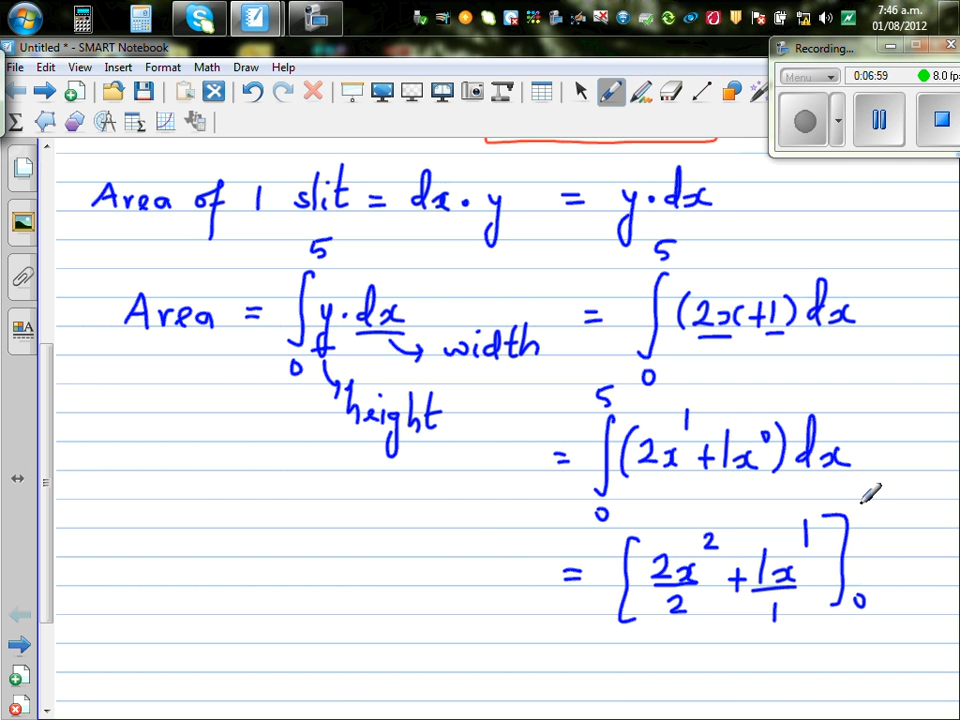 7:46 a.m.
01/08/2012
Untitled * - SMART Notebook
Recording...
File Edit View Insert Format Math Draw Help
Menu 0:06:59 8.0 fp
Area of 1 slit = dx · y = y · dx
5 5
Area = ∫ y · dx = ∫ (2x + 1) dx
0 → width 0
height
5
= ∫ (2x¹ + 1x⁰) dx
0
= [ 2x²/2 + 1x¹/1 ]₀